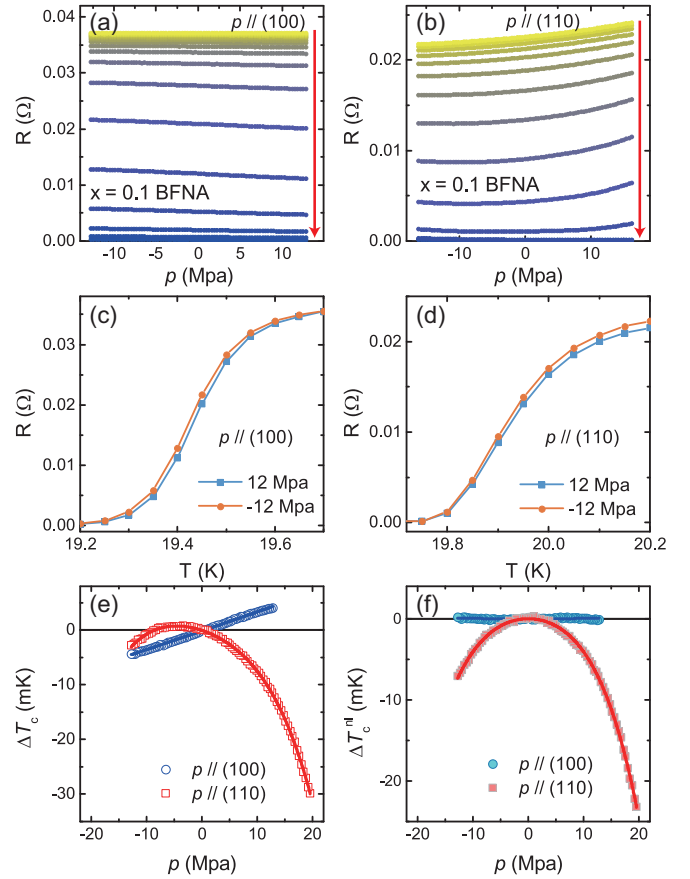 (a)
p // (100)
0.04
0.03
0.02
0.01
0.00
R (Ω)
x = 0.1 BFNA
-10
-5
0
5
10
p (Mpa)
(b)
p // (110)
0.02
0.01
0.00
R (Ω)
x = 0.1 BFNA
-10
0
10
p (Mpa)
(c)
0.03
0.02
0.01
0.00
R (Ω)
p // (100)
12 Mpa
-12 Mpa
19.2
19.4
19.6
T (K)
(d)
0.02
0.01
0.00
R (Ω)
p // (110)
12 Mpa
-12 Mpa
19.8
20.0
20.2
T (K)
(e)
0
-10
-20
-30
ΔTc (mK)
p // (100)
p // (110)
-20
-10
0
10
20
p (Mpa)
(f)
0
-10
-20
ΔTc^nl (mK)
p // (100)
p // (110)
-20
-10
0
10
20
p (Mpa)